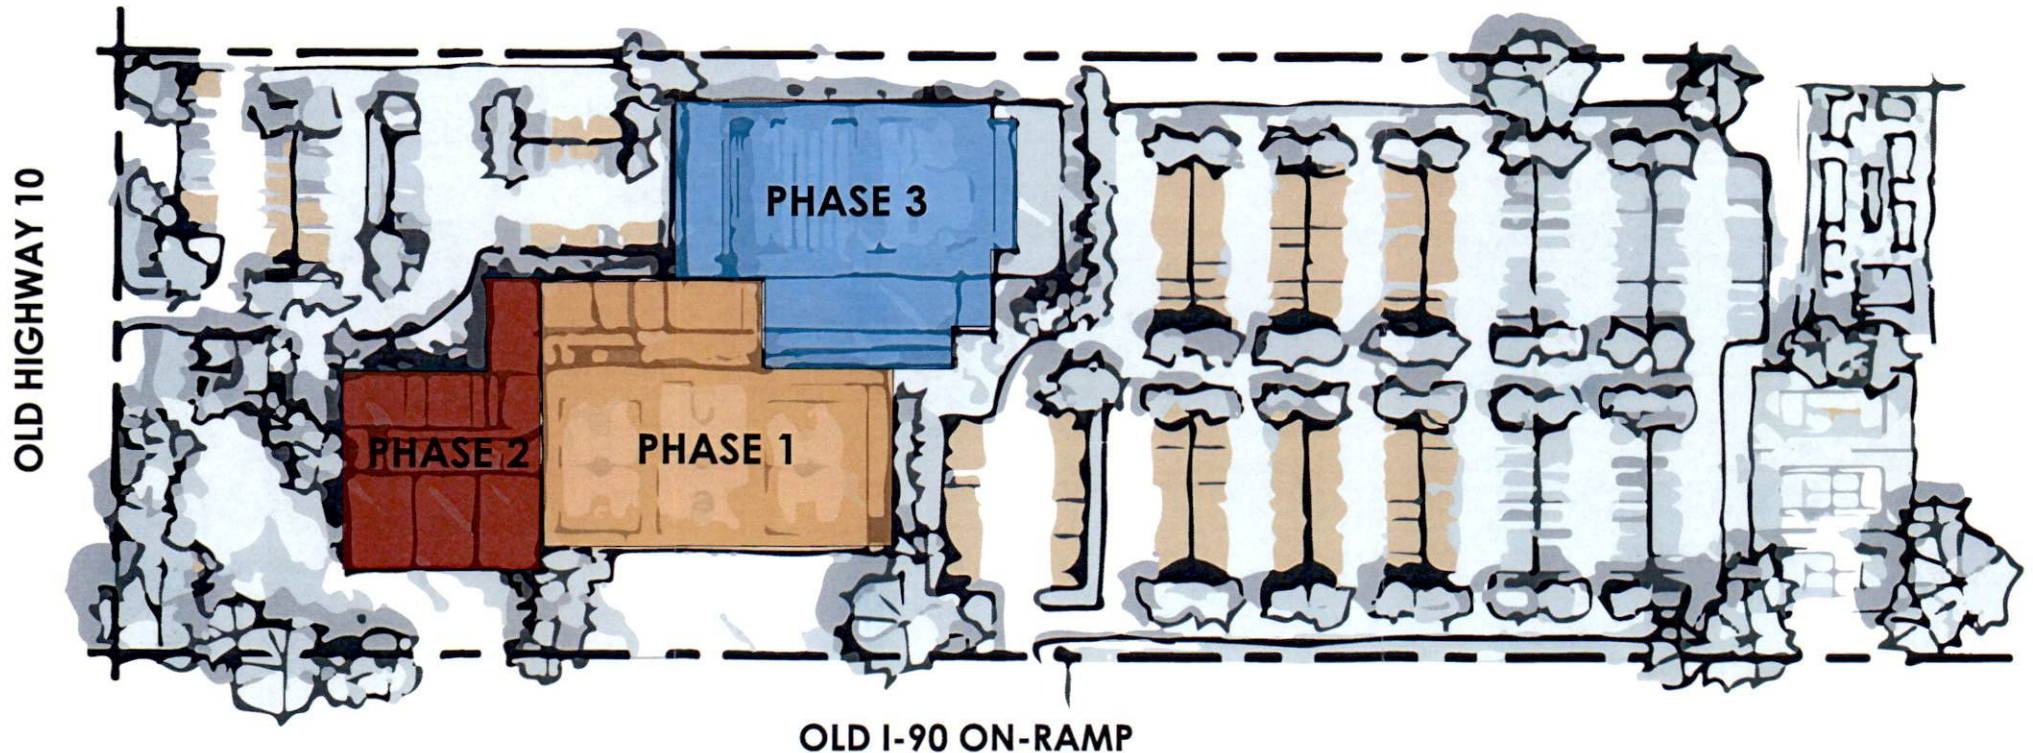 OLD HIGHWAY 10
PHASE 3
PHASE 2
PHASE 1
OLD I-90 ON-RAMP